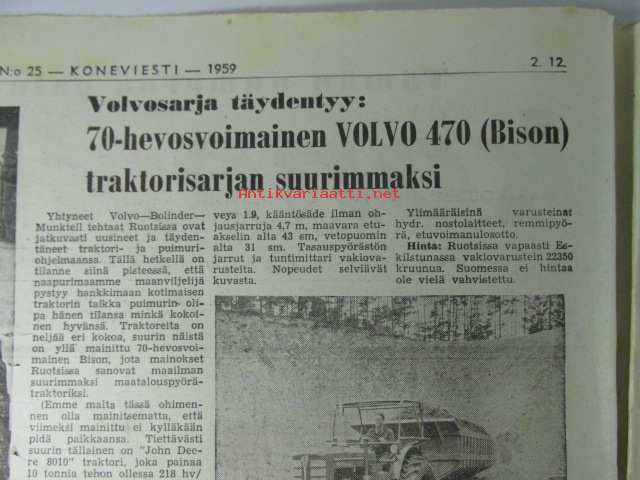 N:o 25 — KONEVIESTI — 1959
2. 12.
Volvosarja täydentyy:
70-hevosvoimainen VOLVO 470 (Bison)
traktorisarjan suurimmaksi
Antikvariaatti.net
Yhtyneet Volvo—Bolinder—
Munktell tehtaat Ruotsissa ovat
jatkuvasti uusineet ja täyden-
täneet traktori- ja puimuri-
ohjelmaansa. Tällä hetkellä on
tilanne siinä pisteessä, että
naapurimaamme maanviljelijä
pystyy hankkimaan kotimaisen
traktorin taikka puimurin- oli-
pa hänen tilansa minkä kokoi-
nen hyvänsä. Traktoreita on
neljää eri kokoa, suurin näistä
on yllä mainittu 70-hevosvoi-
mainen Bison, jota mainokset
Ruotsissa sanovat maailman
suurimmaksi maatalouspyörä-
traktoriksi.
(Emme malta tässä ohimen-
nen olla mainitsematta, että
viimeksi mainittu ei kylläkään
pidä paikkaansa. Tiettävästi
suurin tällainen on "John Dee-
re 8010" traktori, joka painaa
10 tonnia tehon ollessa 218 hv/
veys 1.9, kääntösäde ilman oh-
jausjarruja 4,7 m, maavara etu-
akselin alta 43 cm, vetopuomin
alta 31 cm. Tasauspyörästön
jarrut ja tuntimittari vakiova-
rusteita. Nopeudet selviävät
kuvasta.
Ylimääräisinä varusteina:
hydr. nostolaitteet, remmipyö-
rä, etuvoimanulosotto.
Hinta: Ruotsissa vapaasti Es-
kilstunassa vakiovarustein 22350
kruunua. Suomessa ei hintaa
ole vielä vahvistettu.